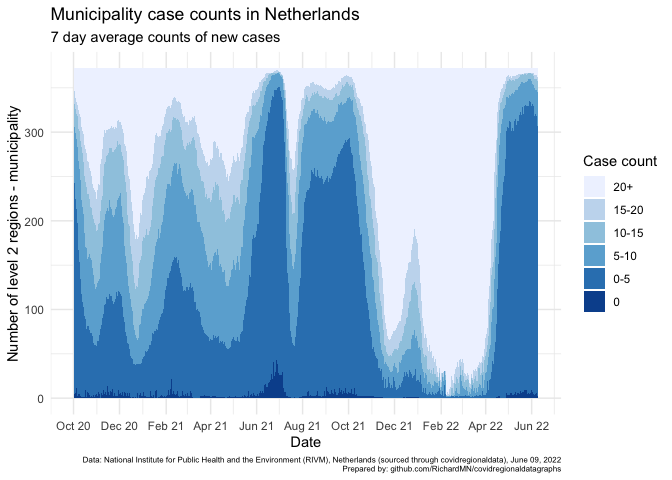 Municipality case counts in Netherlands
7 day average counts of new cases
Number of level 2 regions - municipality
300
200
100
0
Oct 20 Dec 20 Feb 21 Apr 21 Jun 21 Aug 21 Oct 21 Dec 21 Feb 22 Apr 22 Jun 22
Date
Case count
20+
15-20
10-15
5-10
0-5
0
Data: National Institute for Public Health and the Environment (RIVM), Netherlands (sourced through covidregionaldata), June 09, 2022
Prepared by: github.com/RichardMN/covidregionaldatagraphs